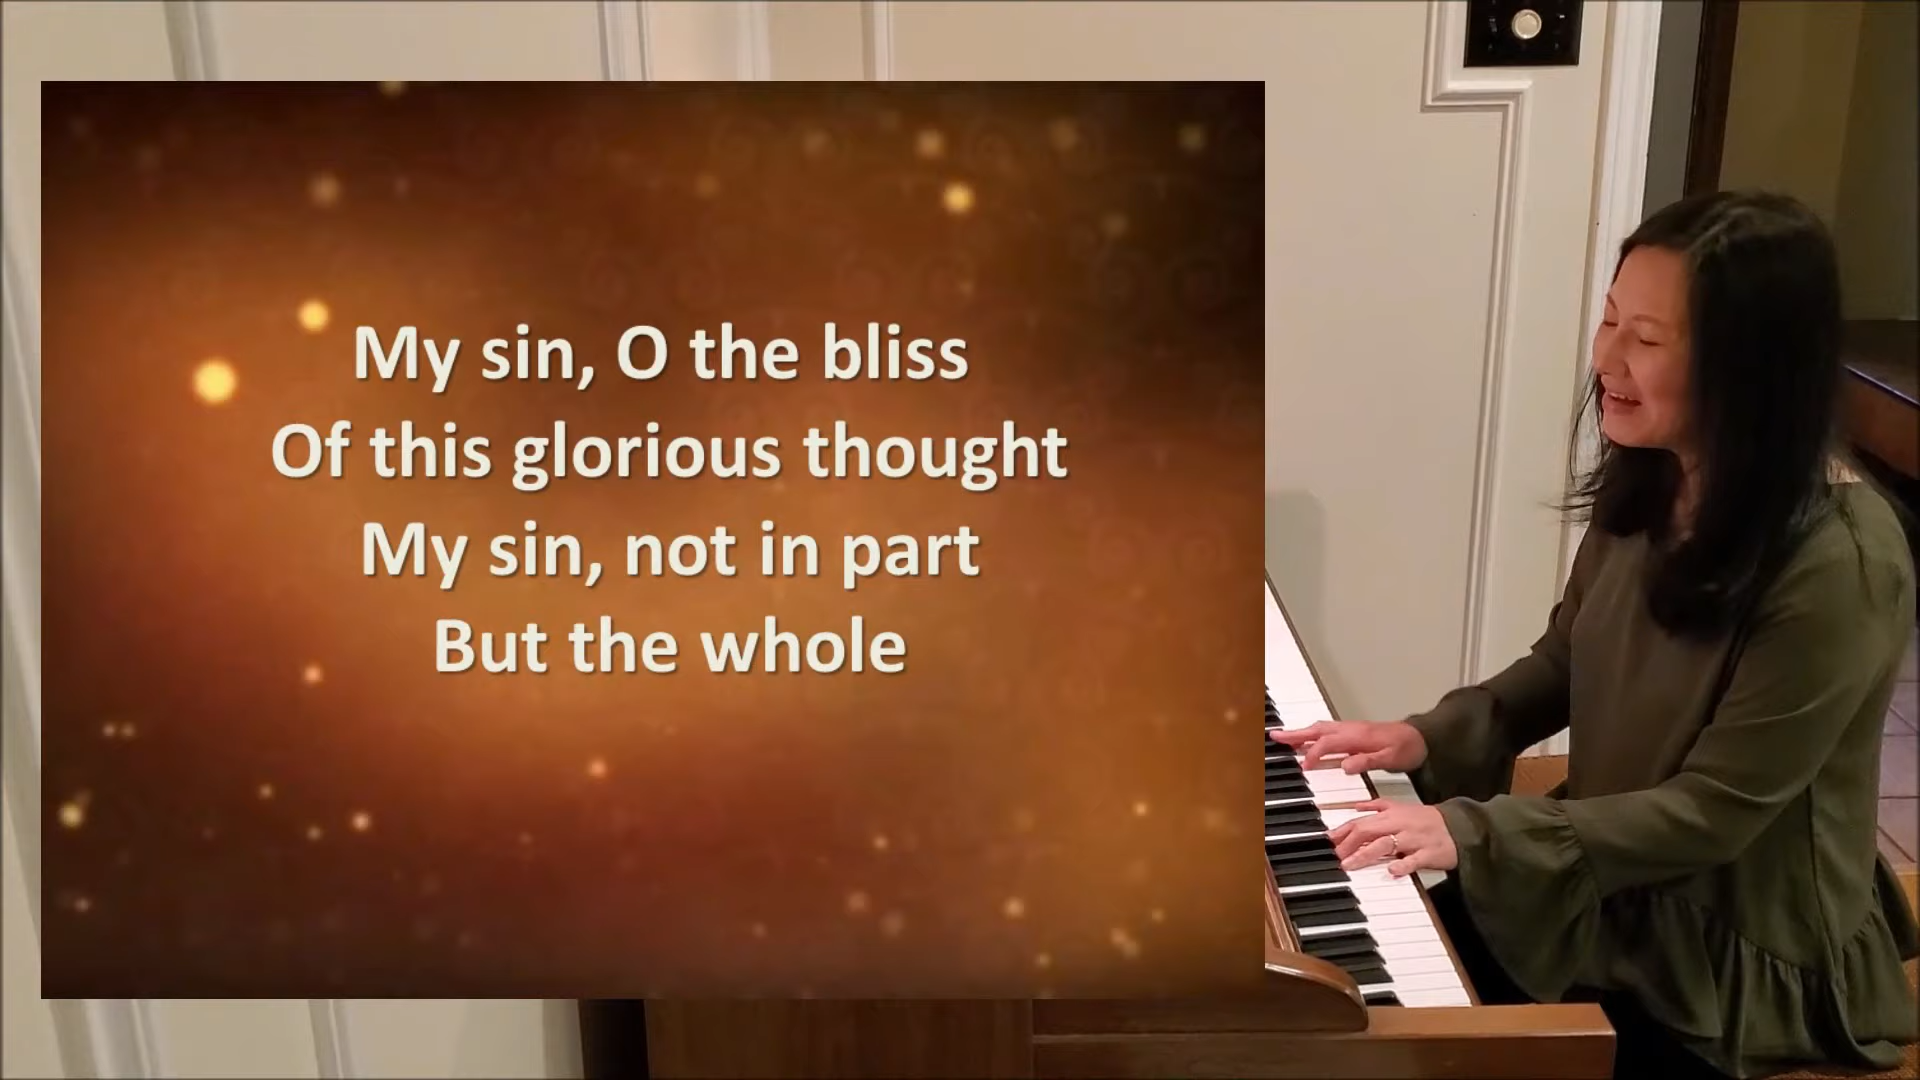 My sin, O the bliss
Of this glorious thought
My sin, not in part
But the whole